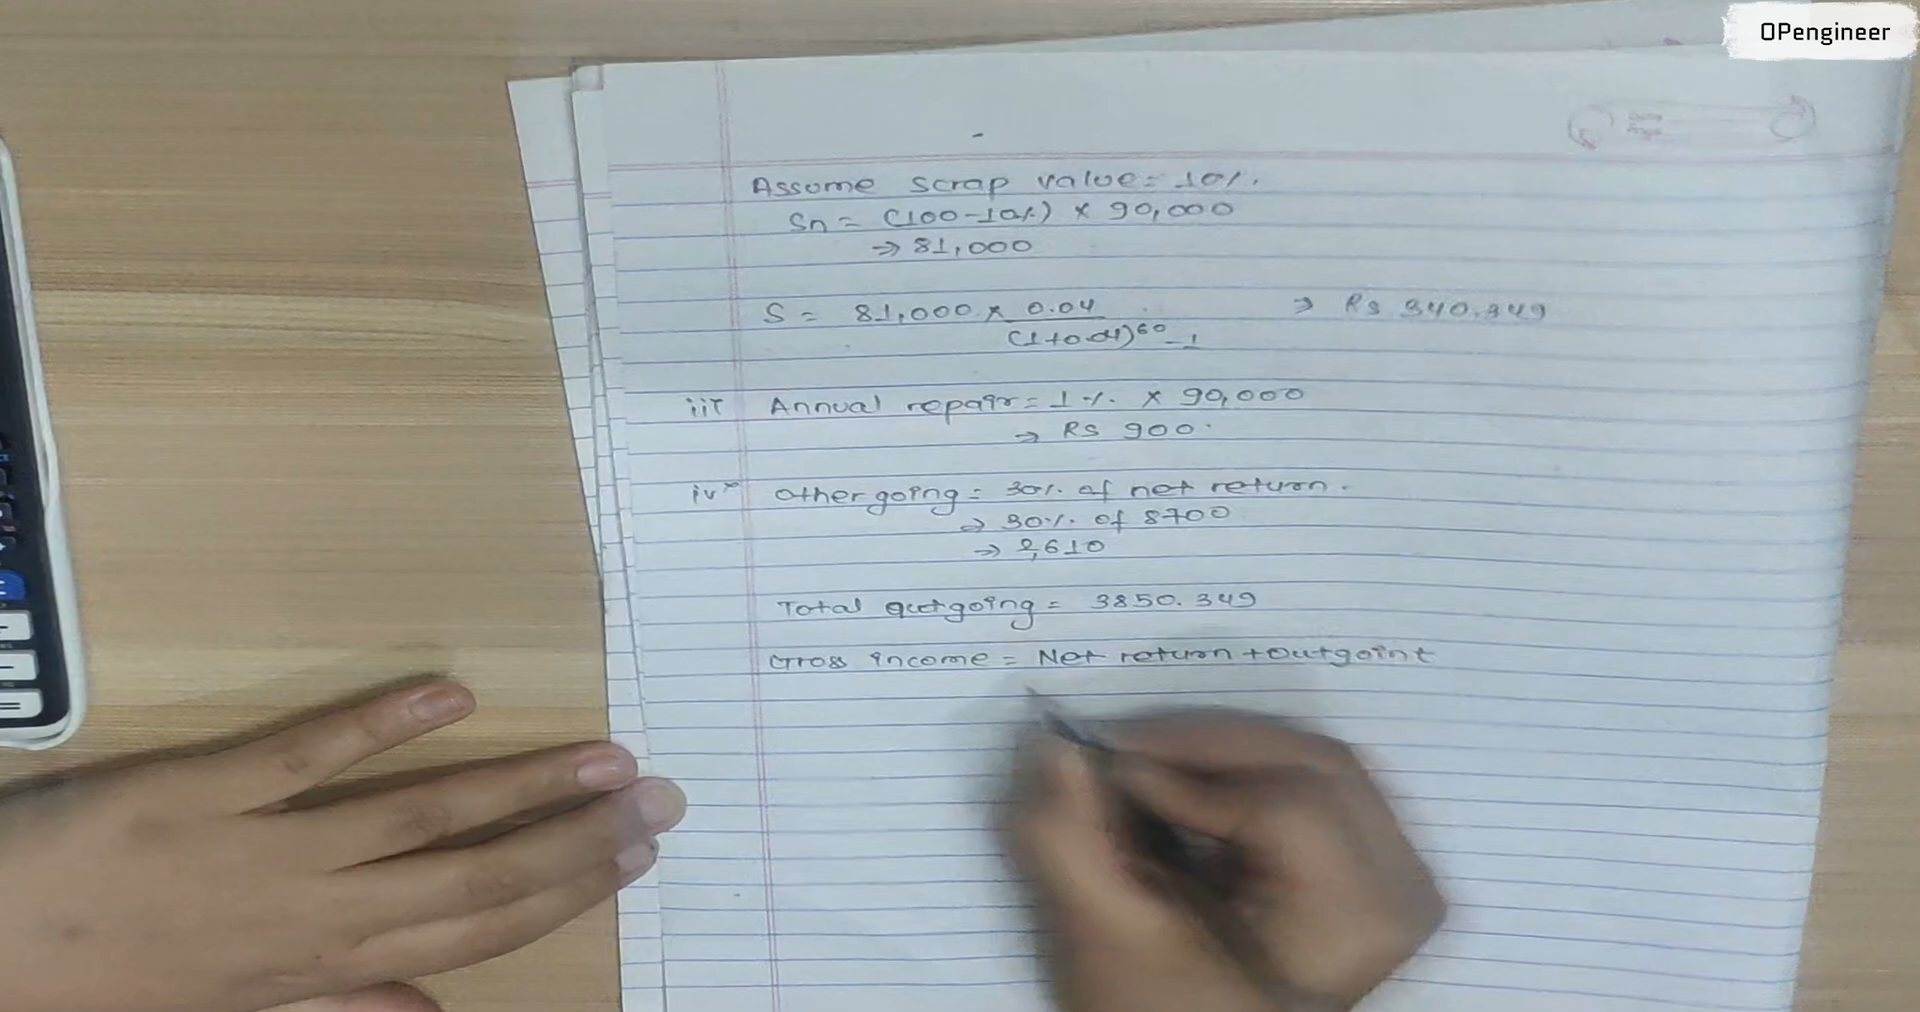 OPengineer
Assume scrap value = 10%.
Sn = (100-10%) × 90,000
⇒ 81,000
S = 81,000 × 0.04 ⇒ Rs 340.349
(1+0.04)^60 - 1
iii Annual repair = 1% × 90,000
⇒ RS 900.
iv Other going = 30% of net return.
⇒ 30% of 8700
⇒ 2,610
Total outgoing = 3850.349
Gross income = Net return + outgoint